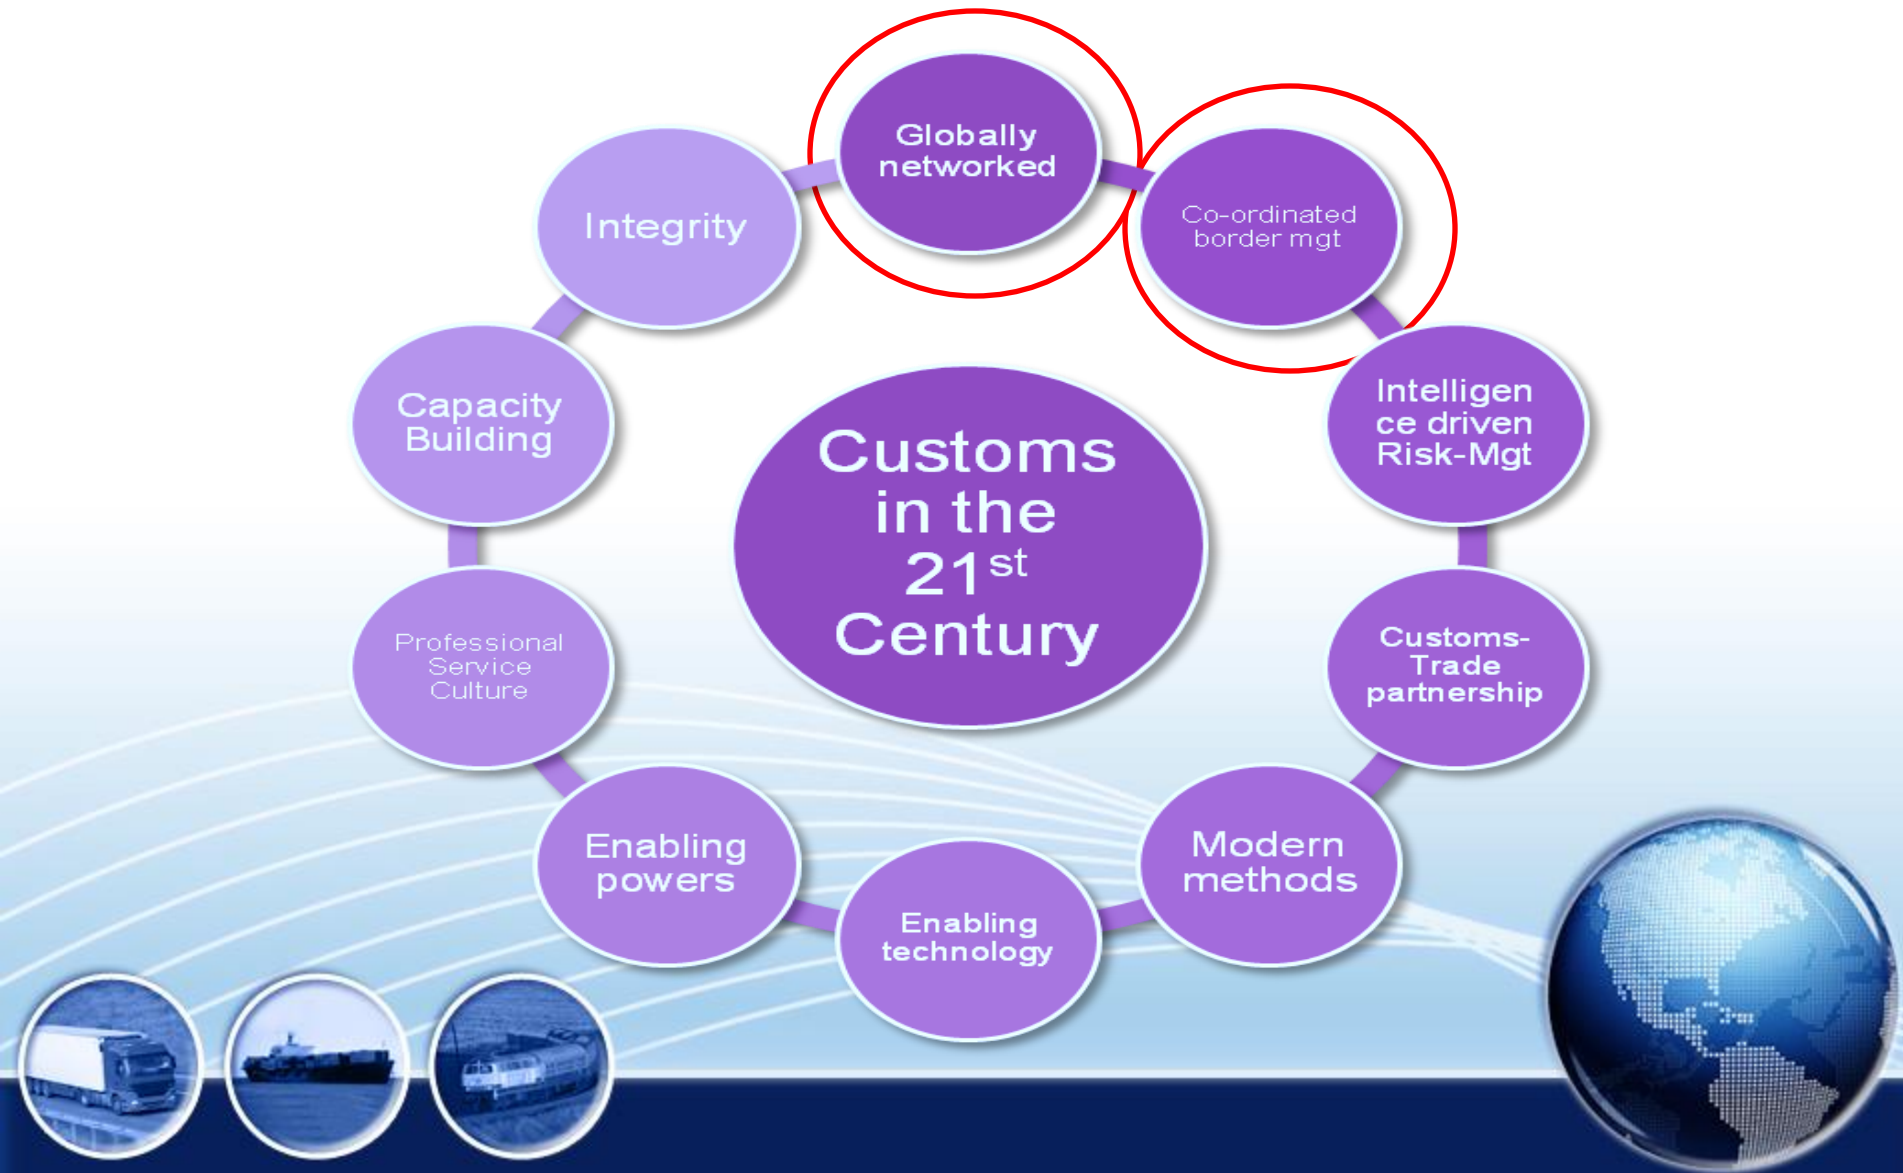 Globally
networked
Co-ordinated
border mgt
Intelligen
ce driven
Risk-Mgt
Customs-
Trade
partnership
Modern
methods
Enabling
technology
Enabling
powers
Professional
Service
Culture
Capacity
Building
Integrity
Customs
in the
21st
Century